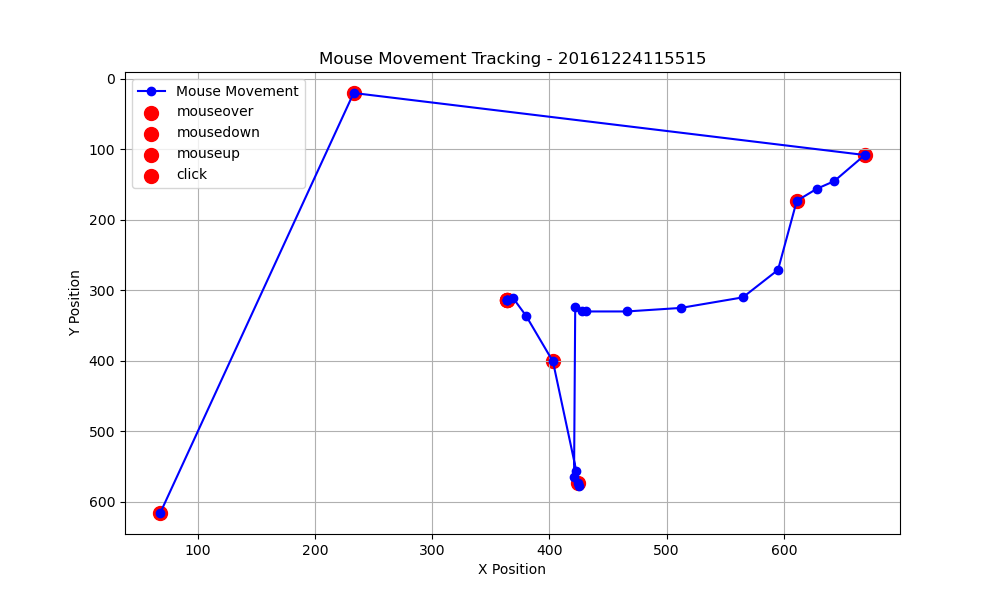 Mouse Movement Tracking - 20161224115515
Mouse Movement
mouseover
mousedown
mouseup
click
Y Position
0
100
200
300
400
500
600
100 200 300 400 500 600
X Position